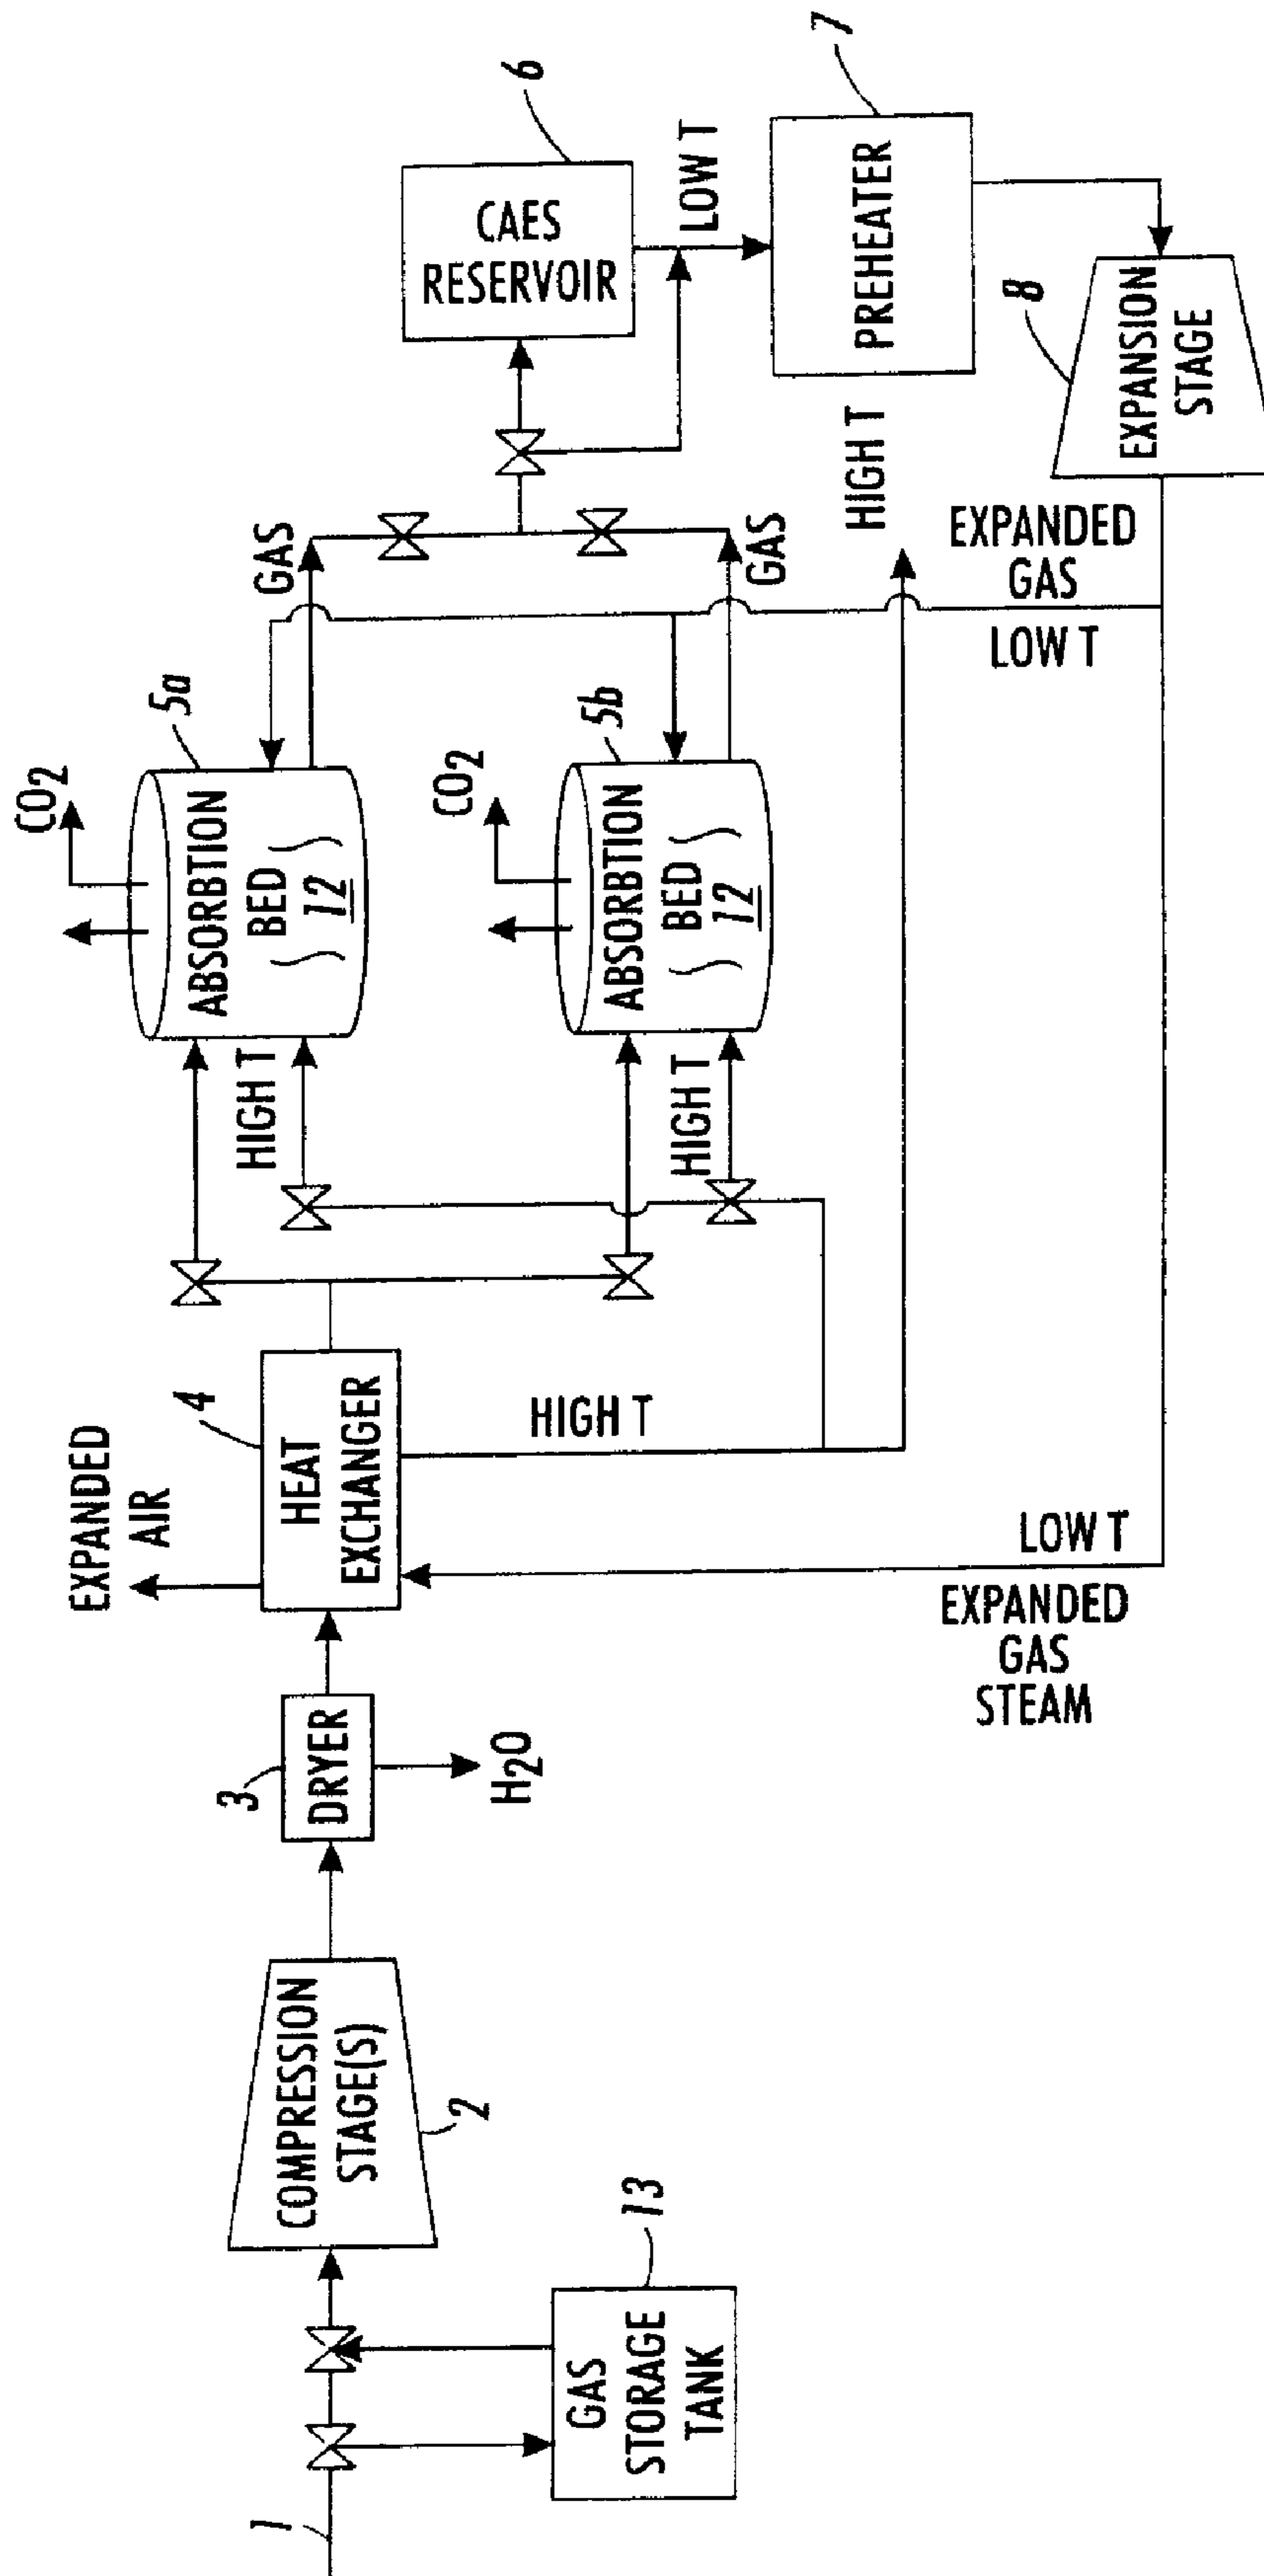 1
GAS
STORAGE
TANK
13
COMPRESSION
STAGE(S)
2
3
DRYER
H2O
EXPANDED
AIR
4
HEAT
EXCHANGER
HIGH T
LOW T
EXPANDED
GAS
STEAM
HIGH T
HIGH T
CO2
5a
ABSORBTION
BED
12
GAS
CO2
5b
ABSORBTION
BED
12
GAS
CAES
RESERVOIR
6
LOW T
HIGH T
PREHEATER
7
EXPANDED
GAS
LOW T
EXPANSION
STAGE
8